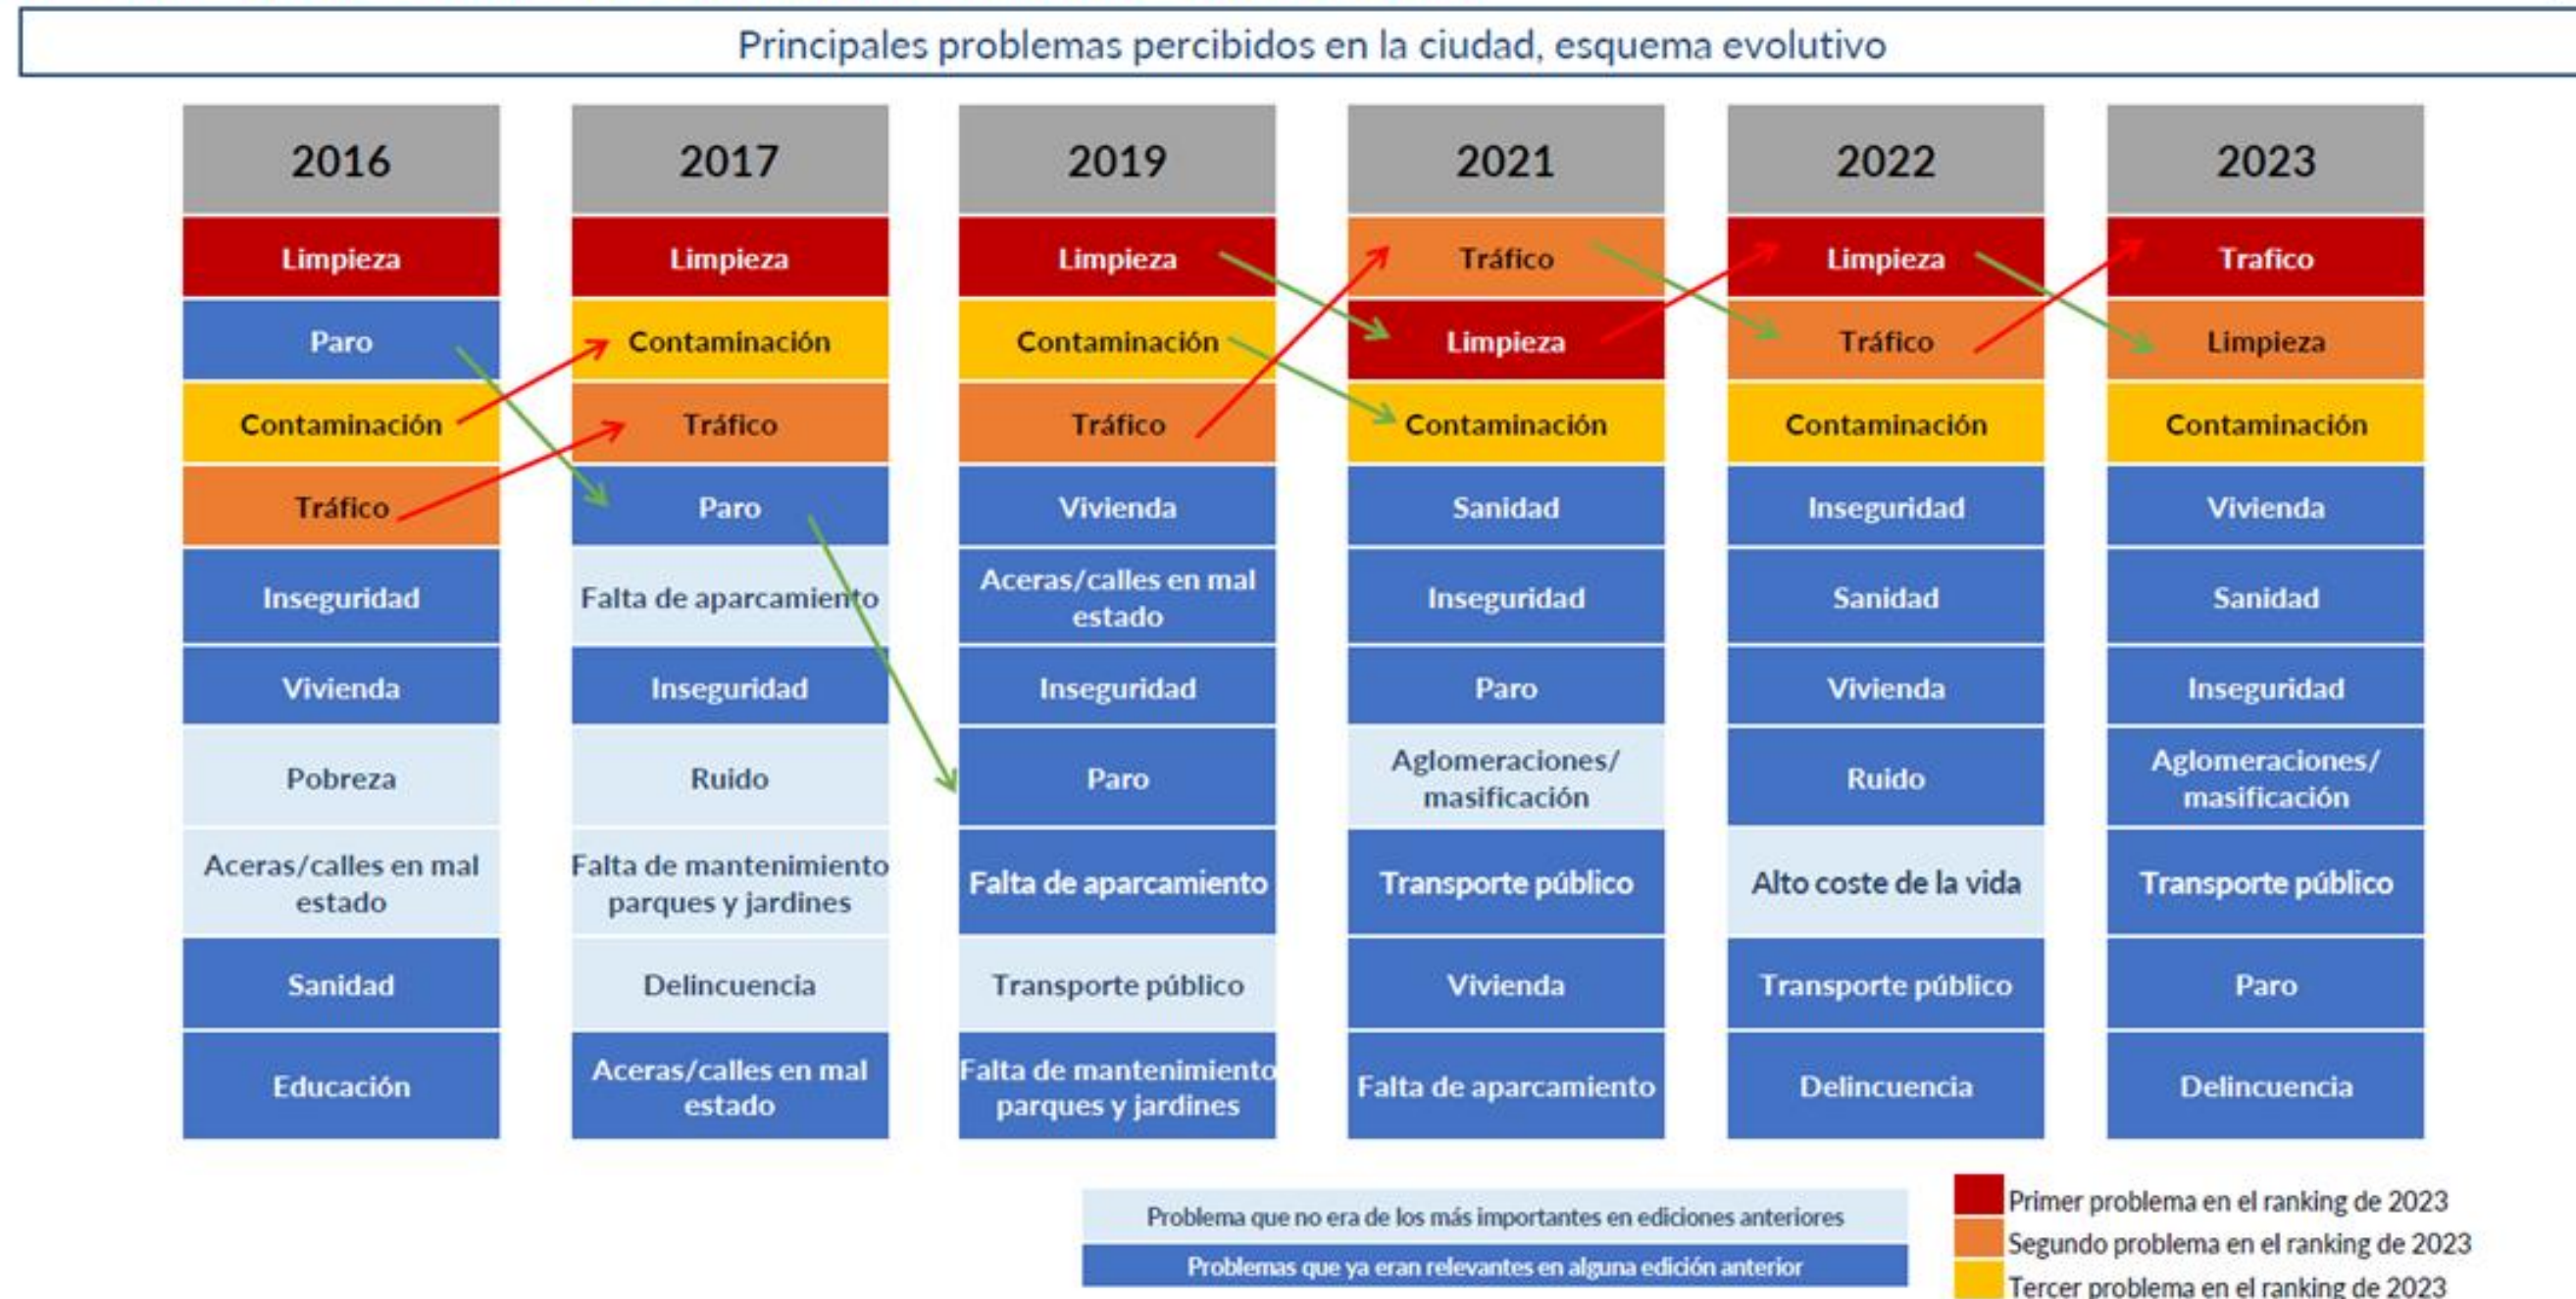 Principales problemas percibidos en la ciudad, esquema evolutivo
2016
Limpieza
Paro
Contaminación
Tráfico
Inseguridad
Vivienda
Pobreza
Aceras/calles en mal
estado
Sanidad
Educación
2017
Limpieza
Contaminación
Tráfico
Paro
Falta de aparcamiento
Inseguridad
Ruido
Falta de mantenimiento
parques y jardines
Delincuencia
Aceras/calles en mal
estado
2019
Limpieza
Contaminación
Tráfico
Vivienda
Aceras/calles en mal
estado
Inseguridad
Paro
Falta de aparcamiento
Transporte público
Falta de mantenimiento
parques y jardines
2021
Tráfico
Limpieza
Contaminación
Sanidad
Inseguridad
Paro
Aglomeraciones/
masificación
Transporte público
Vivienda
Falta de aparcamiento
2022
Limpieza
Tráfico
Contaminación
Inseguridad
Sanidad
Vivienda
Ruido
Alto coste de la vida
Transporte público
Delincuencia
2023
Trafico
Limpieza
Contaminación
Vivienda
Sanidad
Inseguridad
Aglomeraciones/
masificación
Transporte público
Paro
Delincuencia
Problema que no era de los más importantes en ediciones anteriores
Problemas que ya eran relevantes en alguna edición anterior
Primer problema en el ranking de 2023
Segundo problema en el ranking de 2023
Tercer problema en el ranking de 2023